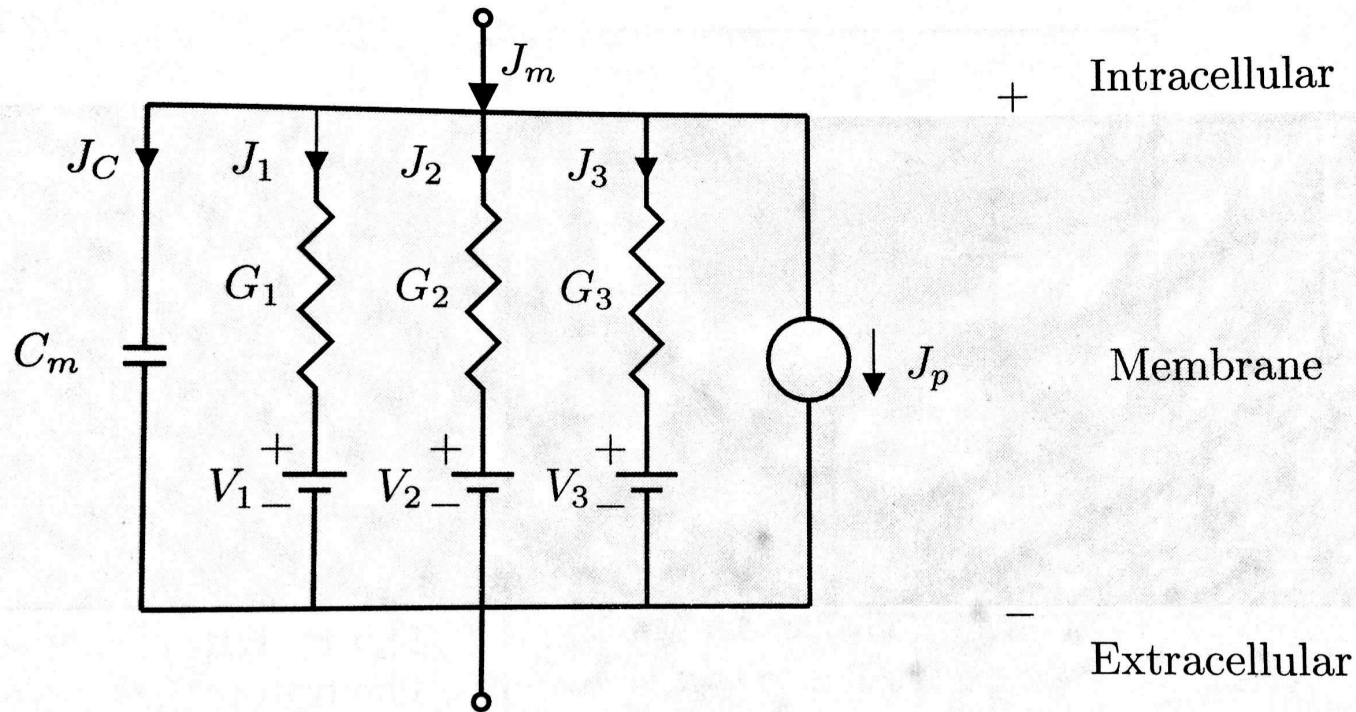 J_m
+ Intracellular
J_C J_1 J_2 J_3
G_1 G_2 G_3
C_m J_p Membrane
+ + +
V_1 V_2 V_3
− − −
−
Extracellular